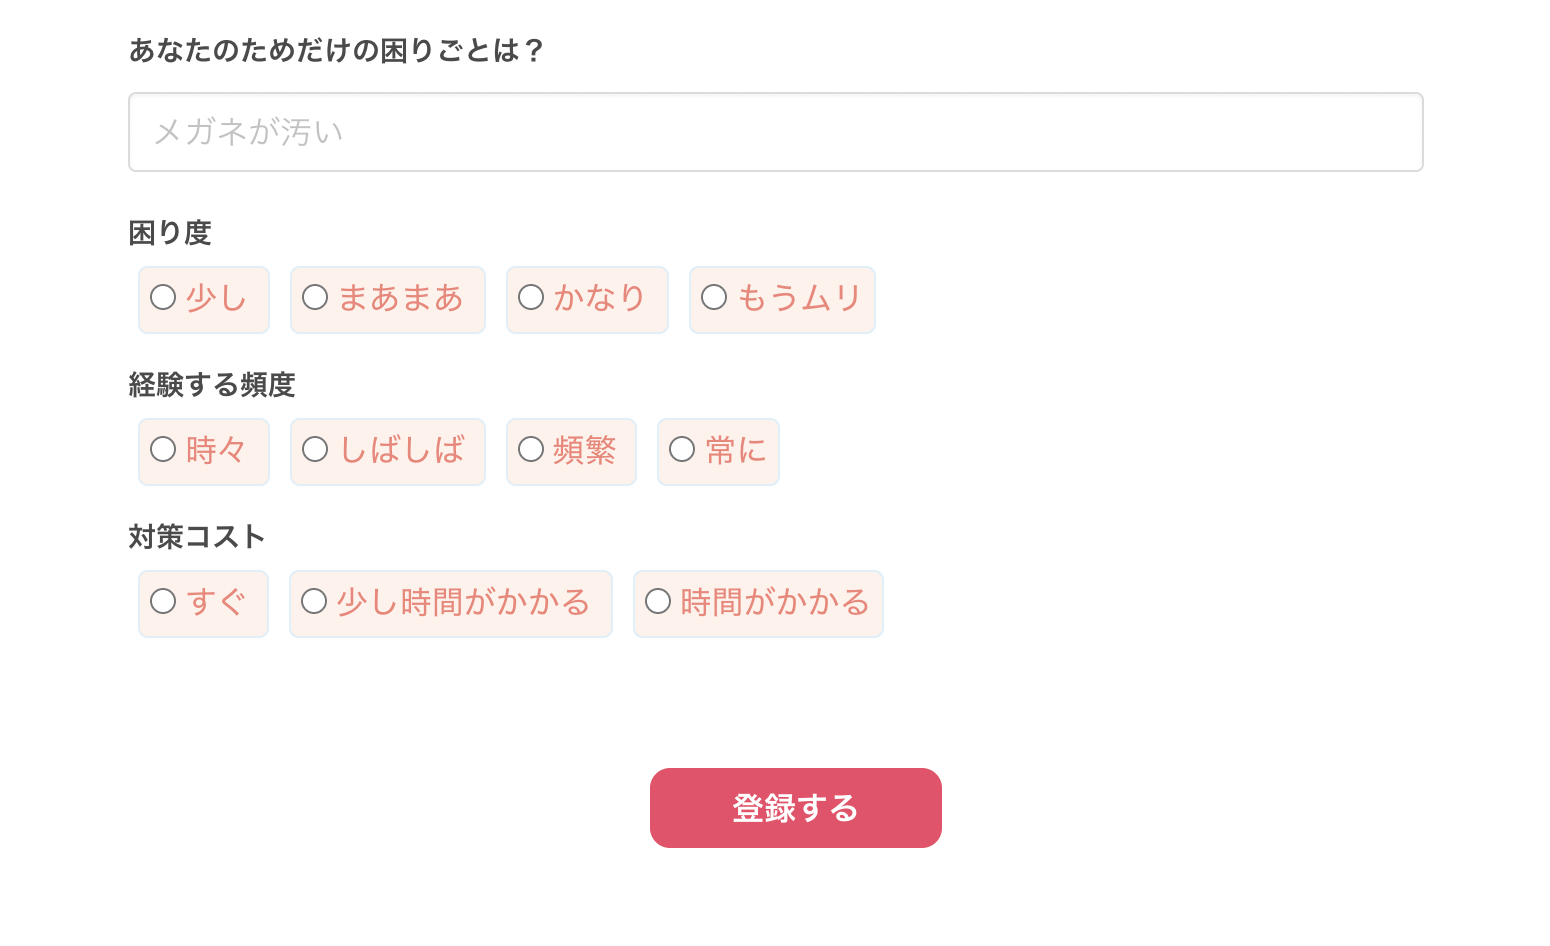 あなたのためだけの困りごとは？
メガネが汚い
困り度
少し まあまあ かなり もうムリ
経験する頻度
時々 しばしば 頻繁 常に
対策コスト
すぐ 少し時間がかかる 時間がかかる
登録する